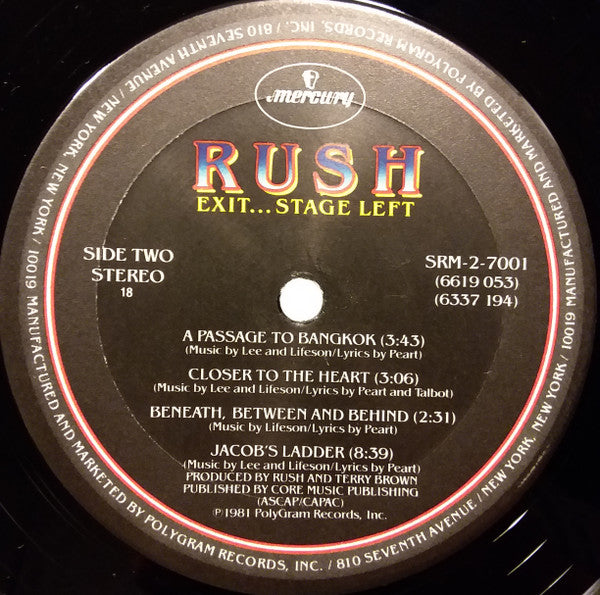 mercury
RUSH
EXIT...STAGE LEFT
SIDE TWO
STEREO
18
SRM-2-7001
(6619 053)
(6337 194)
A PASSAGE TO BANGKOK (3:43)
(Music by Lee and Lifeson/Lyrics by Peart)
CLOSER TO THE HEART (3:06)
(Music by Lee and Lifeson/Lyrics by Peart and Talbot)
BENEATH, BETWEEN AND BEHIND (2:31)
(Music by Lifeson/Lyrics by Peart)
JACOB'S LADDER (8:39)
(Music by Lee and Lifeson/Lyrics by Peart)
PRODUCED BY RUSH AND TERRY BROWN
PUBLISHED BY CORE MUSIC PUBLISHING
(ASCAP/CAPAC)
℗1981 PolyGram Records, Inc.
MANUFACTURED AND MARKETED BY POLYGRAM RECORDS, INC. / 810 SEVENTH AVENUE / NEW YORK, NEW YORK / 10019
MANUFACTURED AND MARKETED BY POLYGRAM RECORDS, INC. / 810 SEVENTH AVENUE / NEW YORK, NEW YORK / 10019